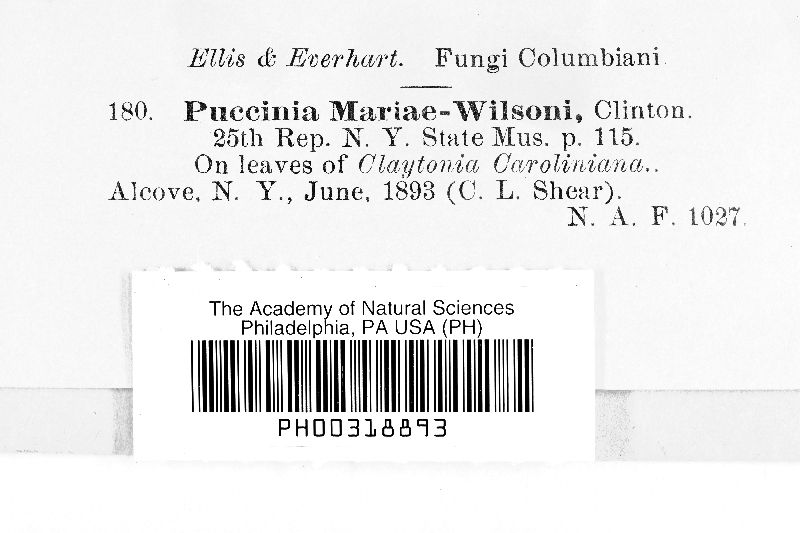 Ellis & Everhart. Fungi Columbiani
180. Puccinia Mariae-Wilsoni, Clinton.
25th Rep. N. Y. State Mus. p. 115.
On leaves of Claytonia Caroliniana..
Alcove, N. Y., June, 1893 (C. L. Shear).
N. A. F. 1027.
The Academy of Natural Sciences
Philadelphia, PA USA (PH)
PH00318893